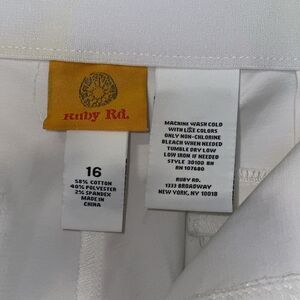 Ruby Rd.
16
58% COTTON
40% POLYESTER
2% SPANDEX
MADE IN
CHINA
MACHINE WASH COLD
WITH LIKE COLORS
ONLY NON-CHLORINE
BLEACH WHEN NEEDED
TUMBLE DRY LOW
LOW IRON IF NEEDED
STYLE 30100 RN
RN 107680
RUBY RD.
1333 BROADWAY
NEW YORK, NY 10018